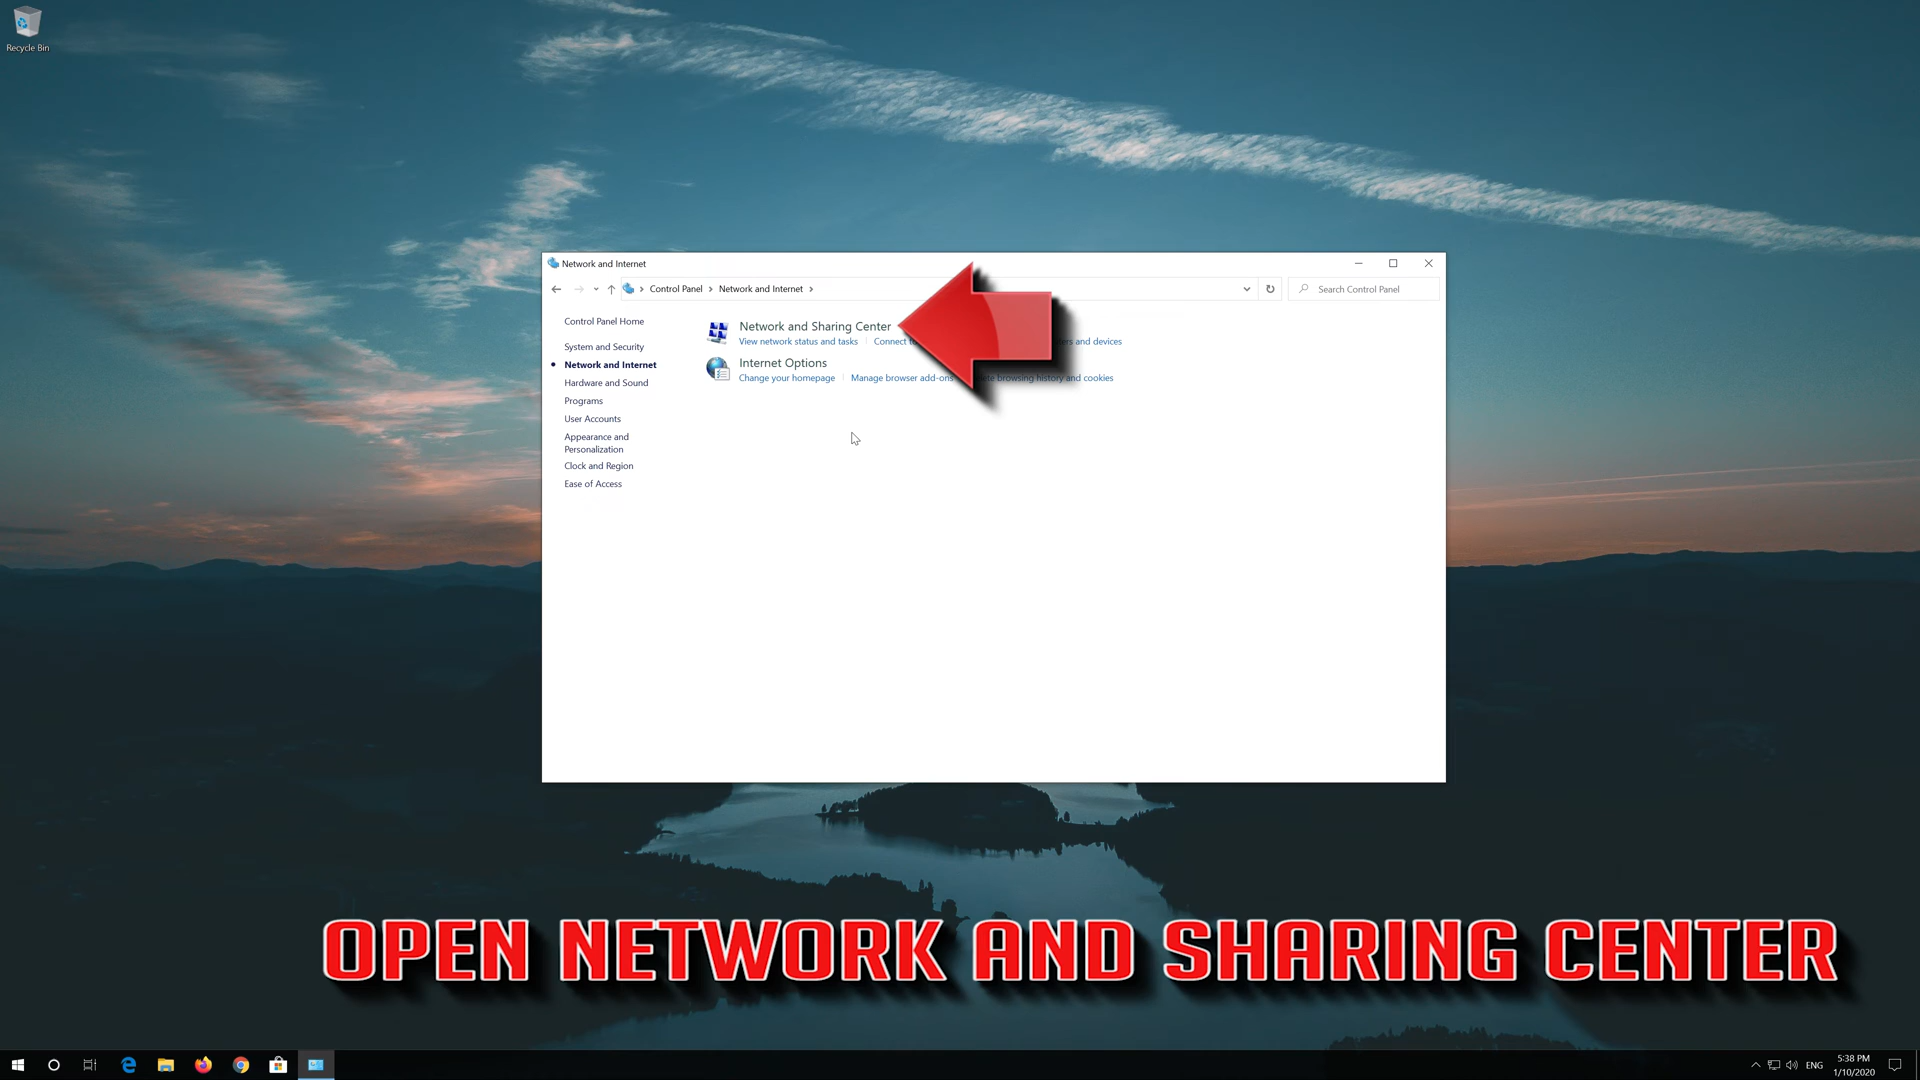 Recycle Bin
Network and Internet
Control Panel > Network and Internet >
Search Control Panel
Control Panel Home
System and Security
Network and Internet
Hardware and Sound
Programs
User Accounts
Appearance and
Personalization
Clock and Region
Ease of Access
Network and Sharing Center
View network status and tasks
Connect
and devices
Internet Options
Change your homepage
Manage browser add-ons
browsing history and cookies
OPEN NETWORK AND SHARING CENTER
ENG
5:38 PM
1/10/2020